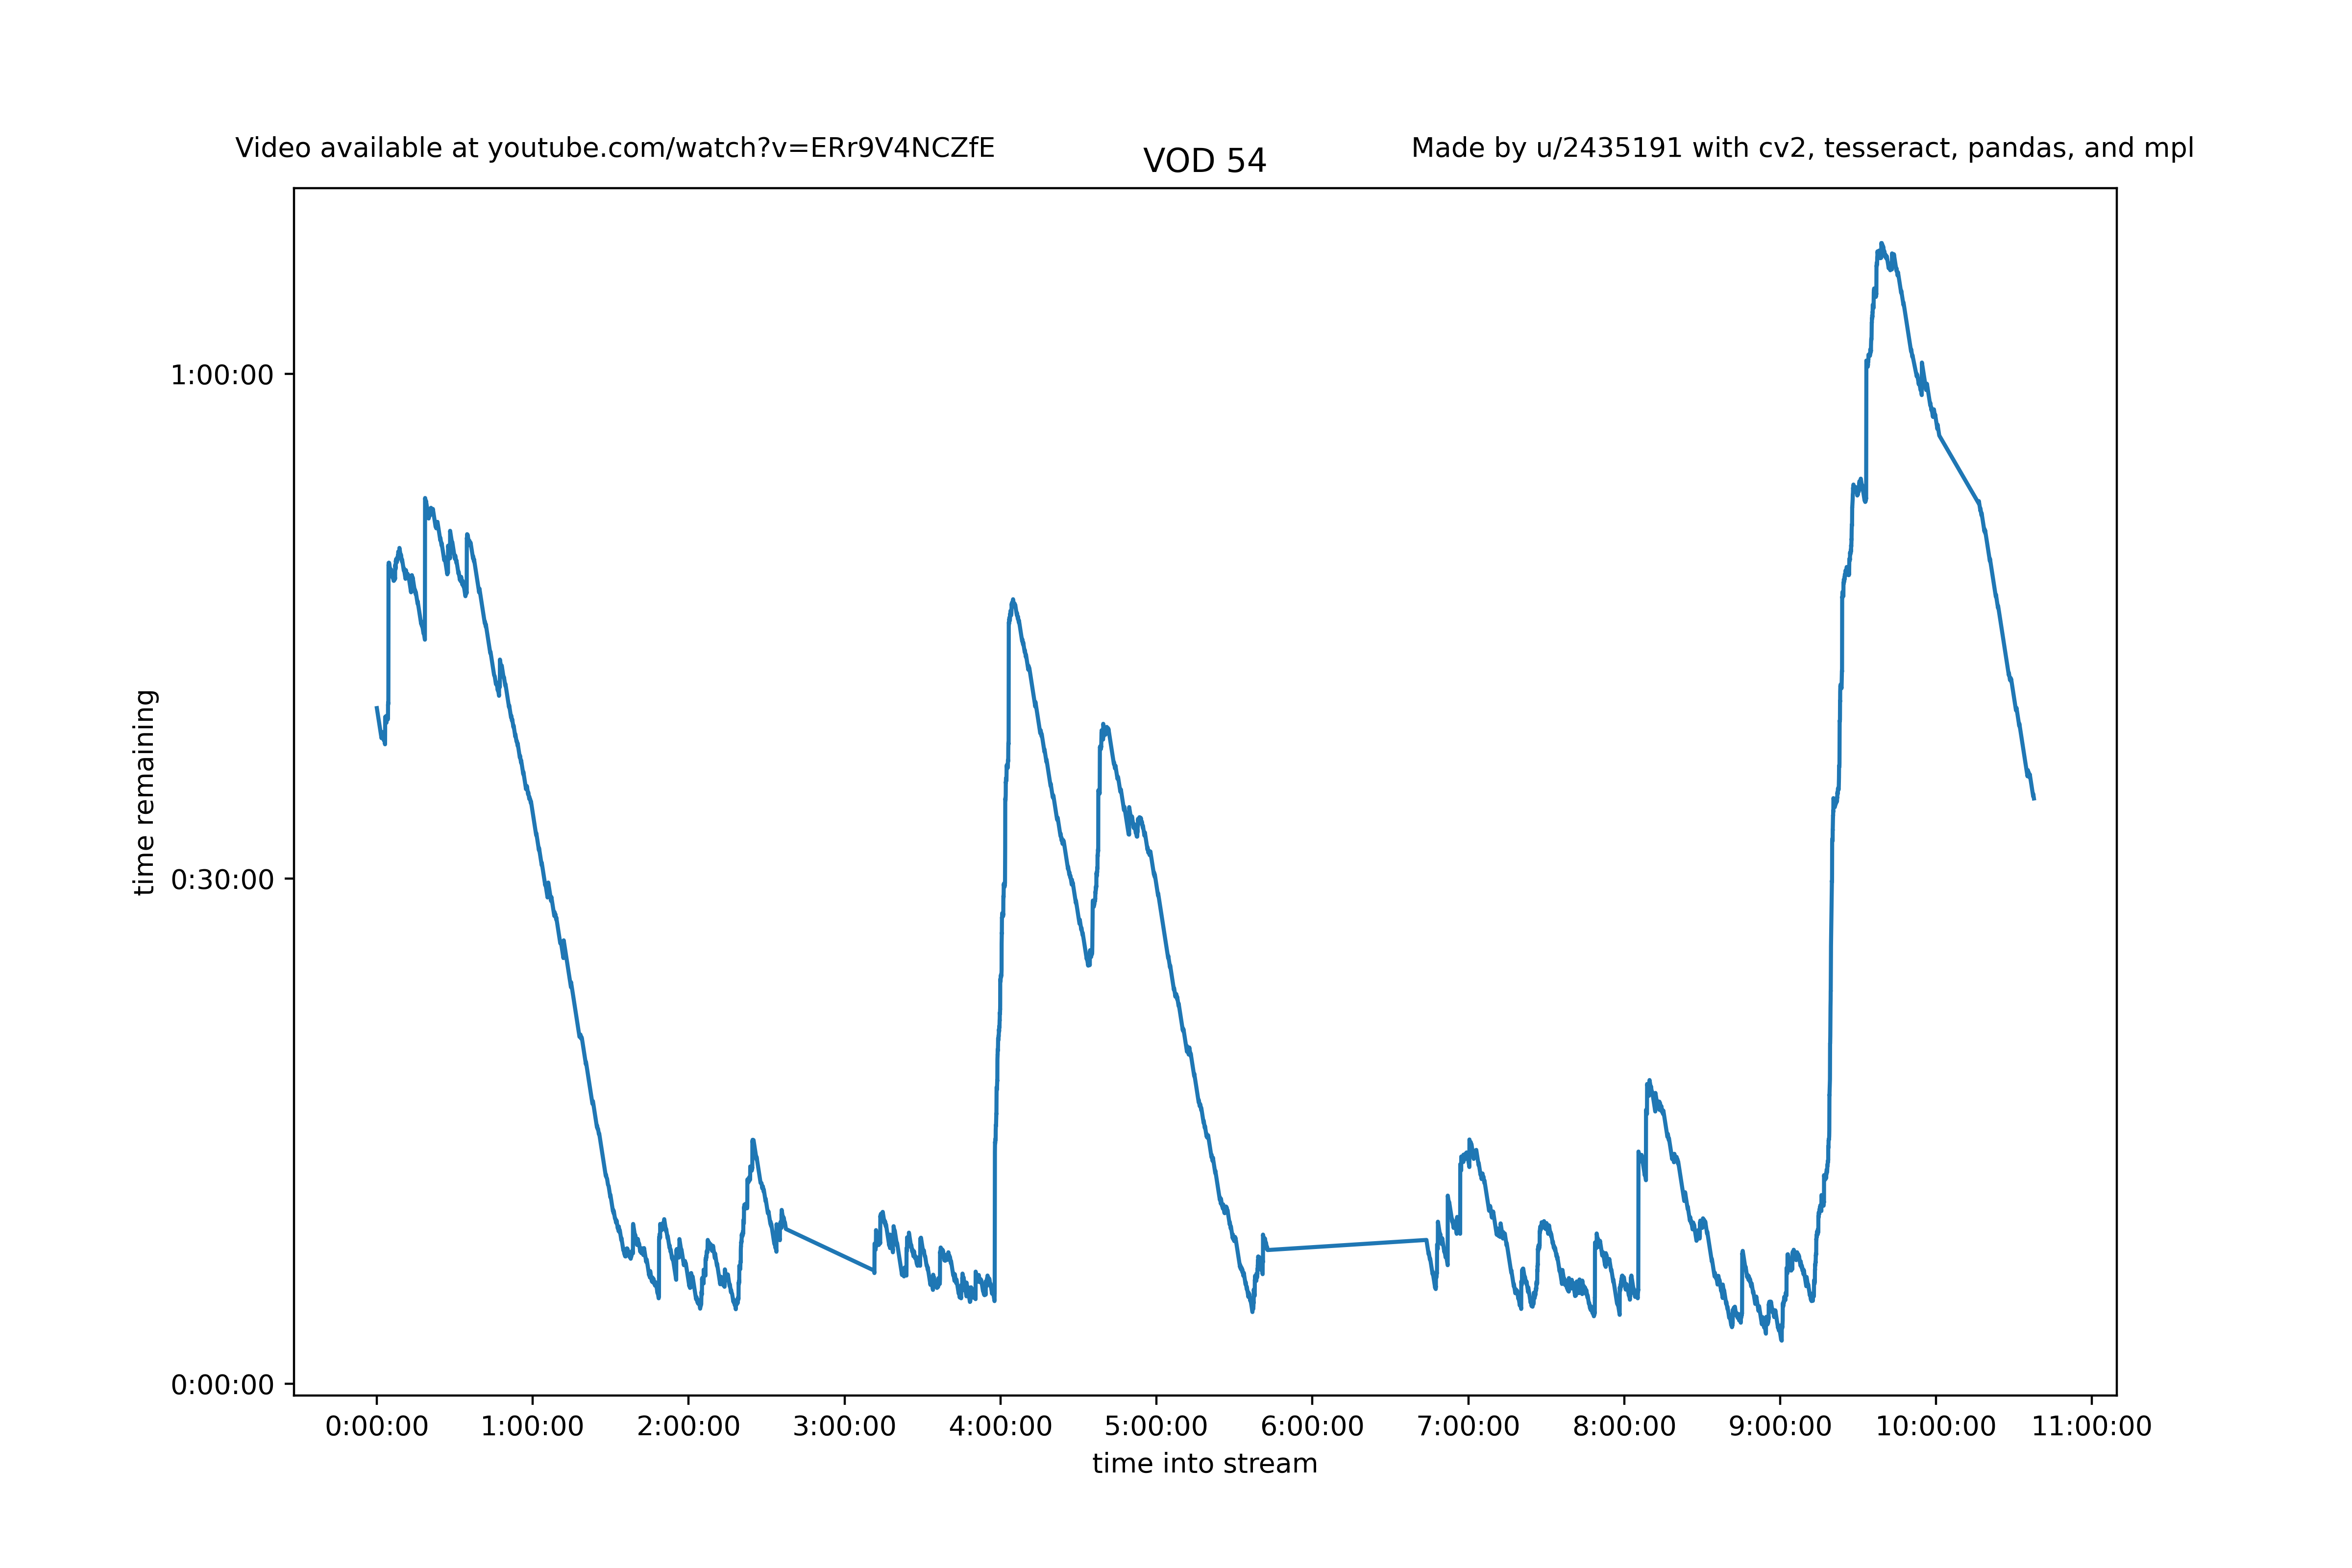 Video available at youtube.com/watch?v=ERr9V4NCZfE
VOD 54
Made by u/2435191 with cv2, tesseract, pandas, and mpl
time remaining
1:00:00
0:30:00
0:00:00
0:00:00 1:00:00 2:00:00 3:00:00 4:00:00 5:00:00 6:00:00 7:00:00 8:00:00 9:00:00 10:00:00 11:00:00
time into stream